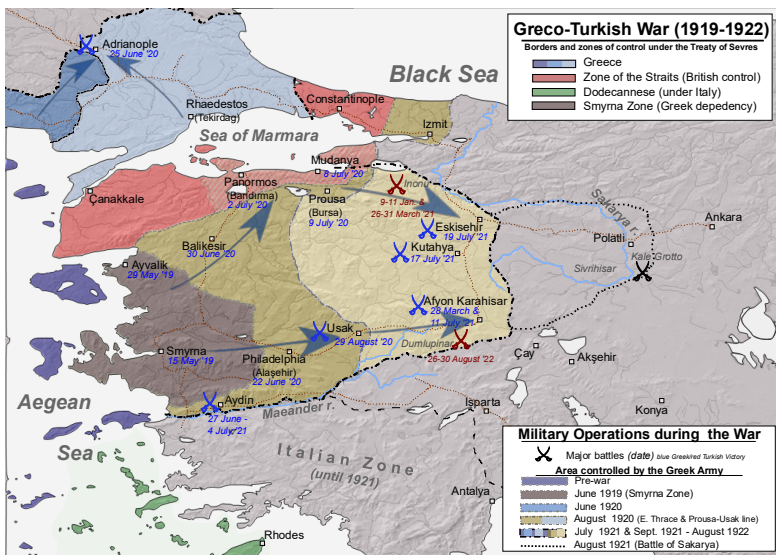 Greco-Turkish War (1919-1922)
Borders and zones of control under the Treaty of Sevres
Greece
Zone of the Straits (British control)
Dodecannese (under Italy)
Smyrna Zone (Greek depedency)
Black Sea
Adrianople
25 June '20
Constantinople
Rhaedestos
(Tekirdag)
Izmit
Sea of Marmara
Mudanya
8 July '20
Panormos
(Bandirma)
2 July '20
Inonu
9-11 Jan. &
26-31 March '21
Prousa
(Bursa)
9 July '20
Çanakkale
Sakarya r.
Ankara
Eskisehir
19 July '21
Polatli
Balikesir
30 June '20
Kutahya
17 July '21
Sivrihisar
Kale Grotto
Ayvalik
29 May '19
Afyon Karahisar
28 March &
11 July '21
Usak
29 August '20
Dumlupinar
26-30 August '22
Smyrna
15 May '19
Philadelphia
(Alaşehir)
22 June '20
Çay
Akşehir
Aegean
Sea
Aydin
27 June -
4 July '21
Maeander r.
Isparta
Konya
Italian Zone
(until 1921)
Antalya
Rhodes
Military Operations during the War
Major battles (date) blue Greek/red Turkish Victory
Area controlled by the Greek Army
Pre-war
June 1919 (Smyrna Zone)
June 1920
August 1920 (E. Thrace & Prousa-Usak line)
July 1921 & Sept. 1921 - August 1922
August 1921 (Battle of Sakarya)